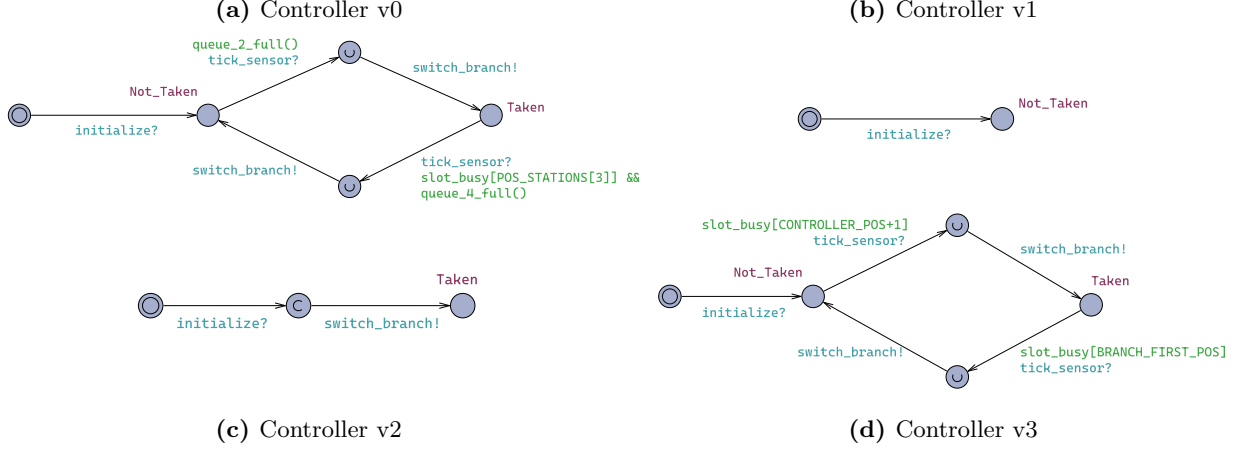 (a) Controller v0
(b) Controller v1
queue_2_full()
tick_sensor?
switch_branch!
Not_Taken
Taken
initialize?
switch_branch!
tick_sensor?
slot_busy[POS_STATIONS[3]] &&
queue_4_full()
Not_Taken
initialize?
Taken
initialize?
switch_branch!
slot_busy[CONTROLLER_POS+1]
tick_sensor?
switch_branch!
Not_Taken
Taken
initialize?
switch_branch!
slot_busy[BRANCH_FIRST_POS]
tick_sensor?
(c) Controller v2
(d) Controller v3